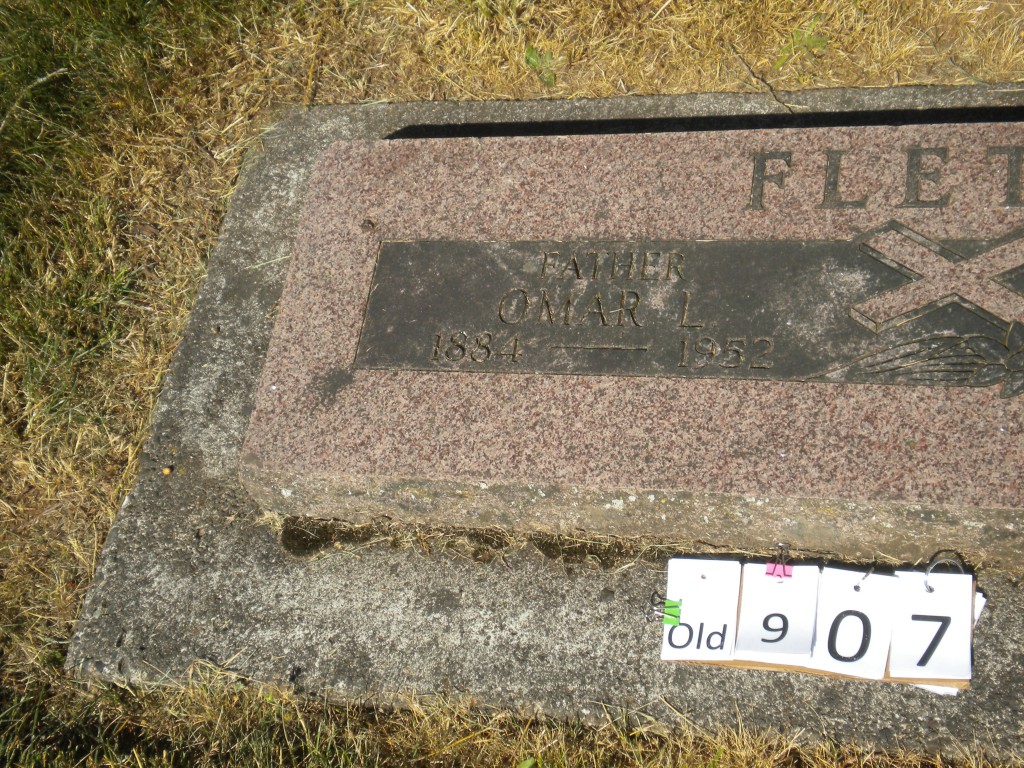 FLET
FATHER
OMAR L
1884 — 1952
Old 907